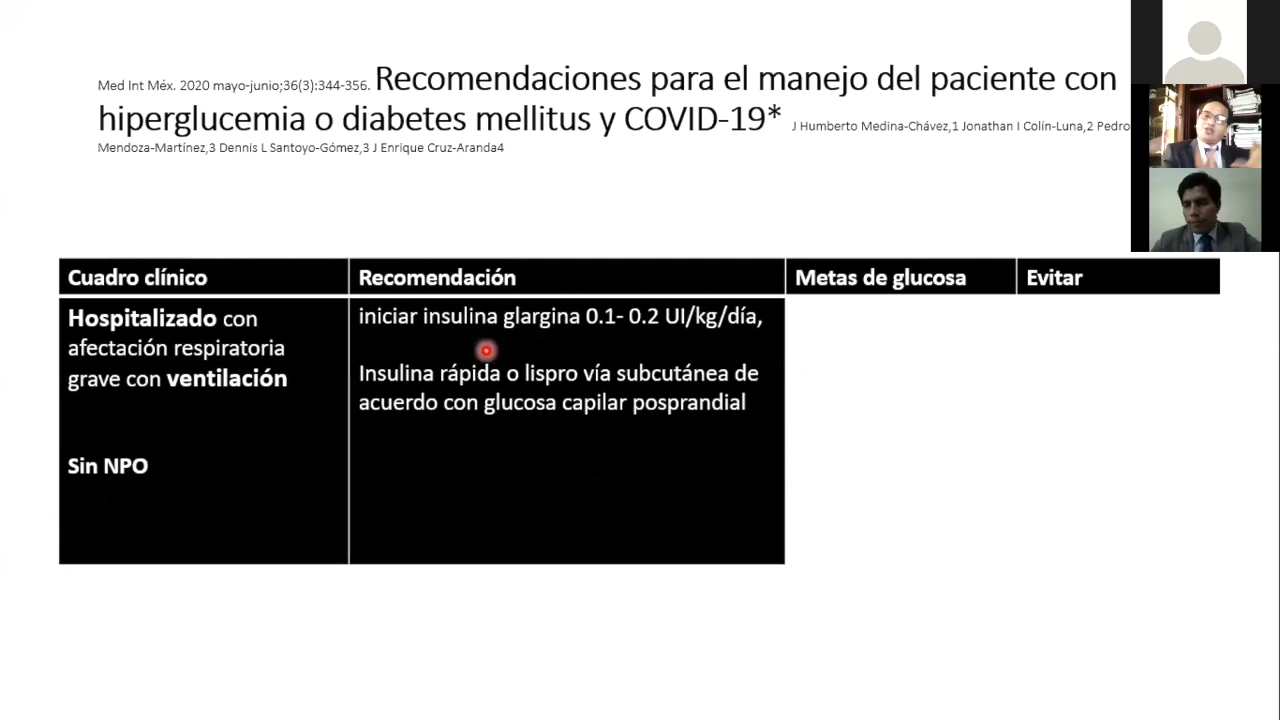 Med Int Méx. 2020 mayo-junio;36(3):344-356. Recomendaciones para el manejo del paciente con
hiperglucemia o diabetes mellitus y COVID-19* J Humberto Medina-Chávez,1 Jonathan I Colín-Luna,2 Pedro
Mendoza-Martínez,3 Dennis L Santoyo-Gómez,3 J Enrique Cruz-Aranda4
Cuadro clínico
Recomendación
Metas de glucosa
Evitar
Hospitalizado con
afectación respiratoria
grave con ventilación
Sin NPO
iniciar insulina glargina 0.1- 0.2 UI/kg/día,
Insulina rápida o lispro vía subcutánea de
acuerdo con glucosa capilar posprandial